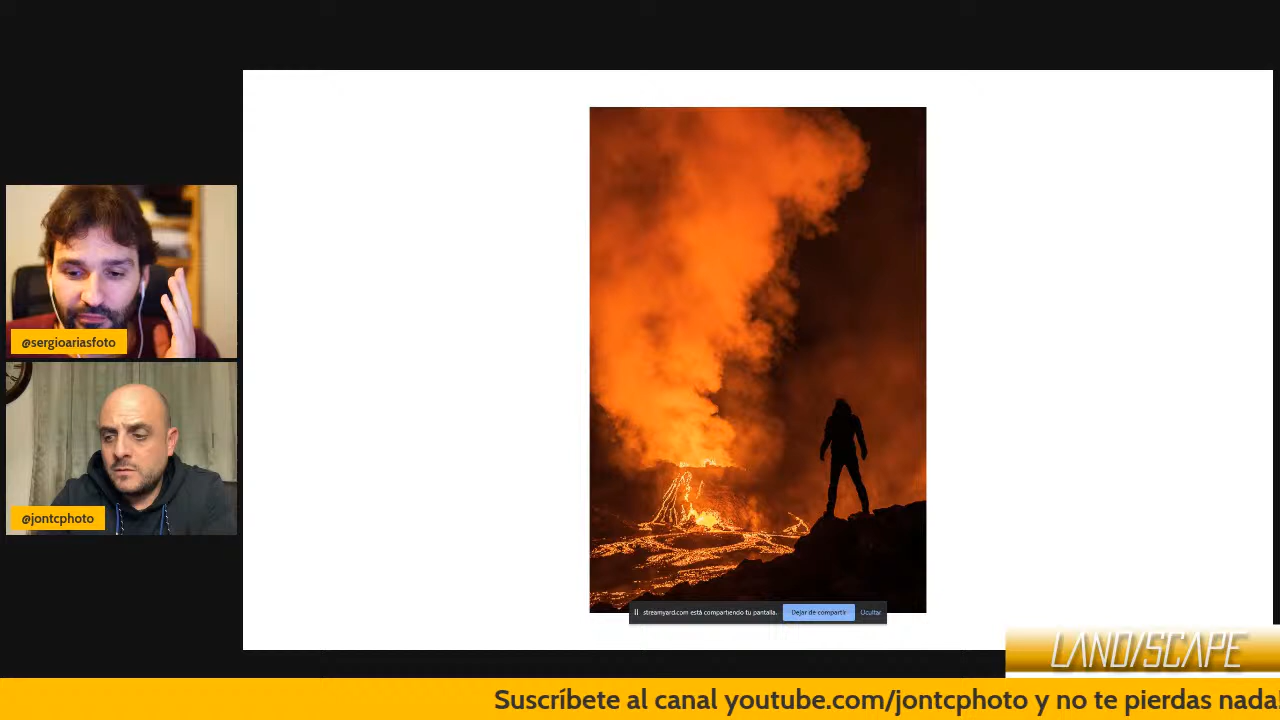 @sergioariasfoto
@jontcphoto
streamyard.com está compartiendo tu pantalla.
Dejar de compartir
Ocultar
LAND/SCAPE
Suscríbete al canal youtube.com/jontcphoto y no te pierdas nada!